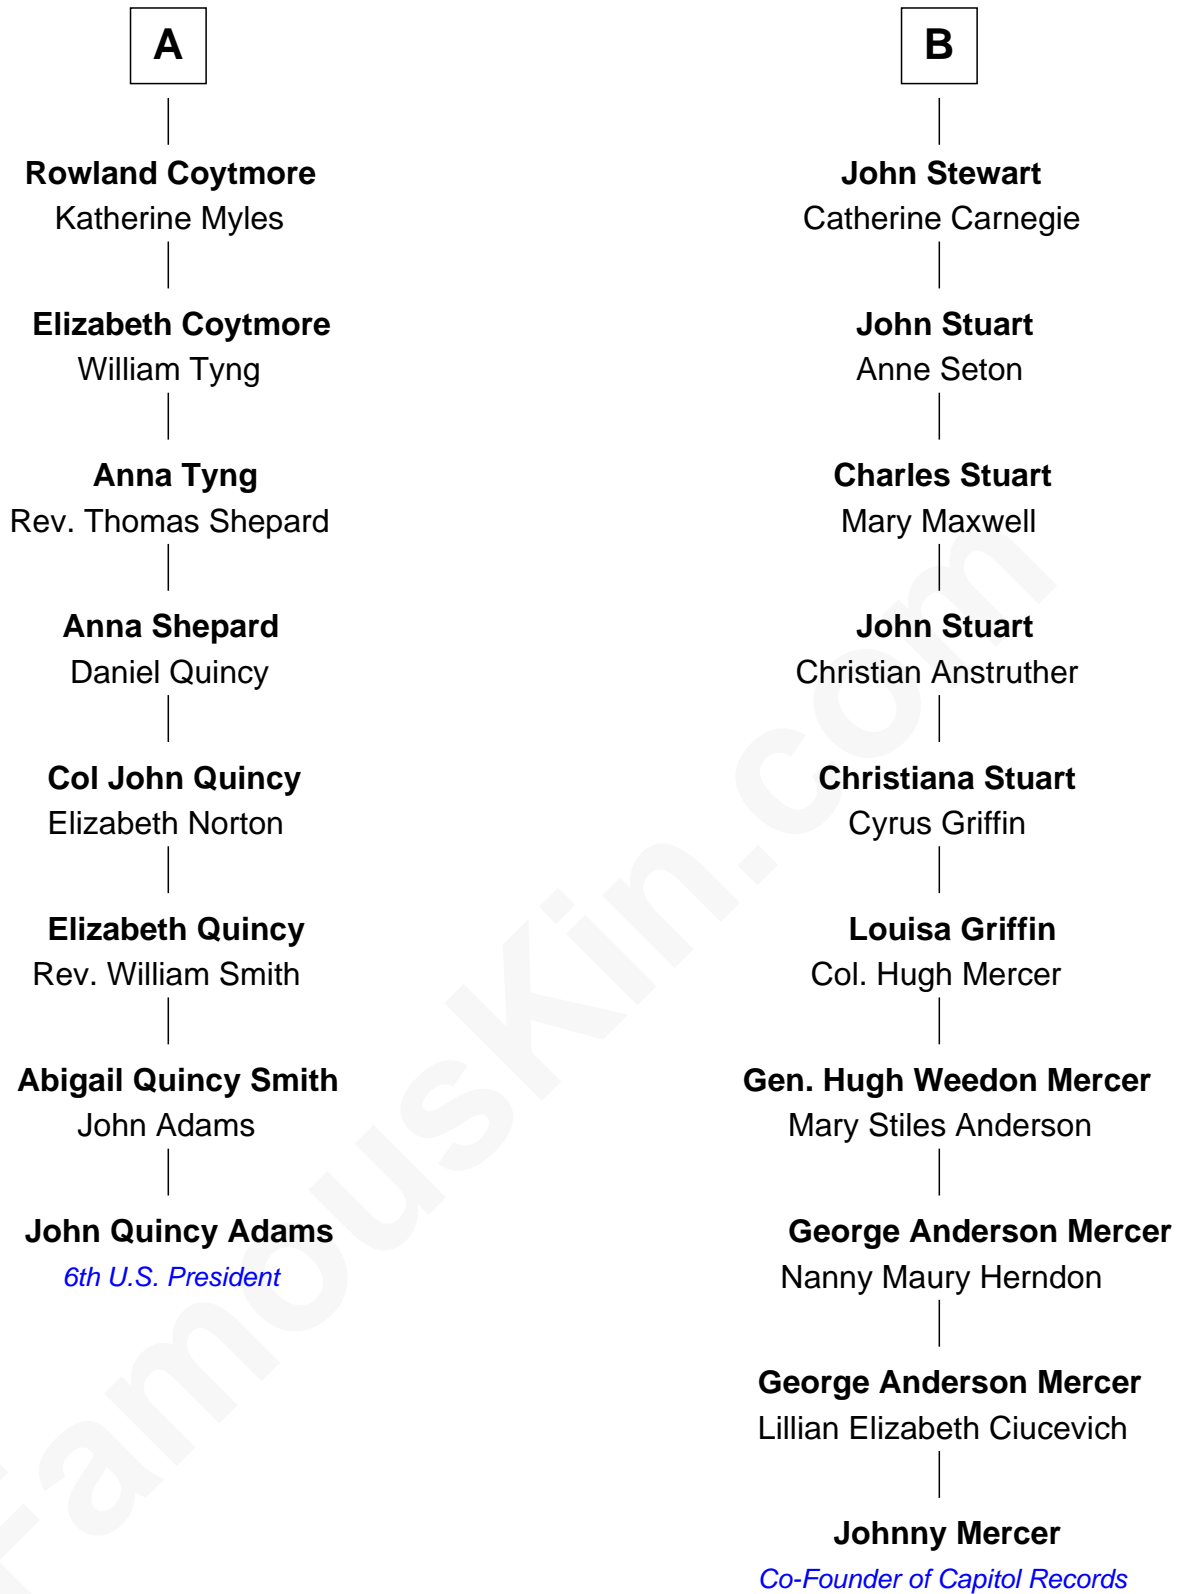 A
Rowland Coytmore
Katherine Myles
Elizabeth Coytmore
William Tyng
Anna Tyng
Rev. Thomas Shepard
Anna Shepard
Daniel Quincy
Col John Quincy
Elizabeth Norton
Elizabeth Quincy
Rev. William Smith
Abigail Quincy Smith
John Adams
John Quincy Adams
6th U.S. President
B
John Stewart
Catherine Carnegie
John Stuart
Anne Seton
Charles Stuart
Mary Maxwell
John Stuart
Christian Anstruther
Christiana Stuart
Cyrus Griffin
Louisa Griffin
Col. Hugh Mercer
Gen. Hugh Weedon Mercer
Mary Stiles Anderson
George Anderson Mercer
Nanny Maury Herndon
George Anderson Mercer
Lillian Elizabeth Ciucevich
Johnny Mercer
Co-Founder of Capitol Records
FamousKin.com